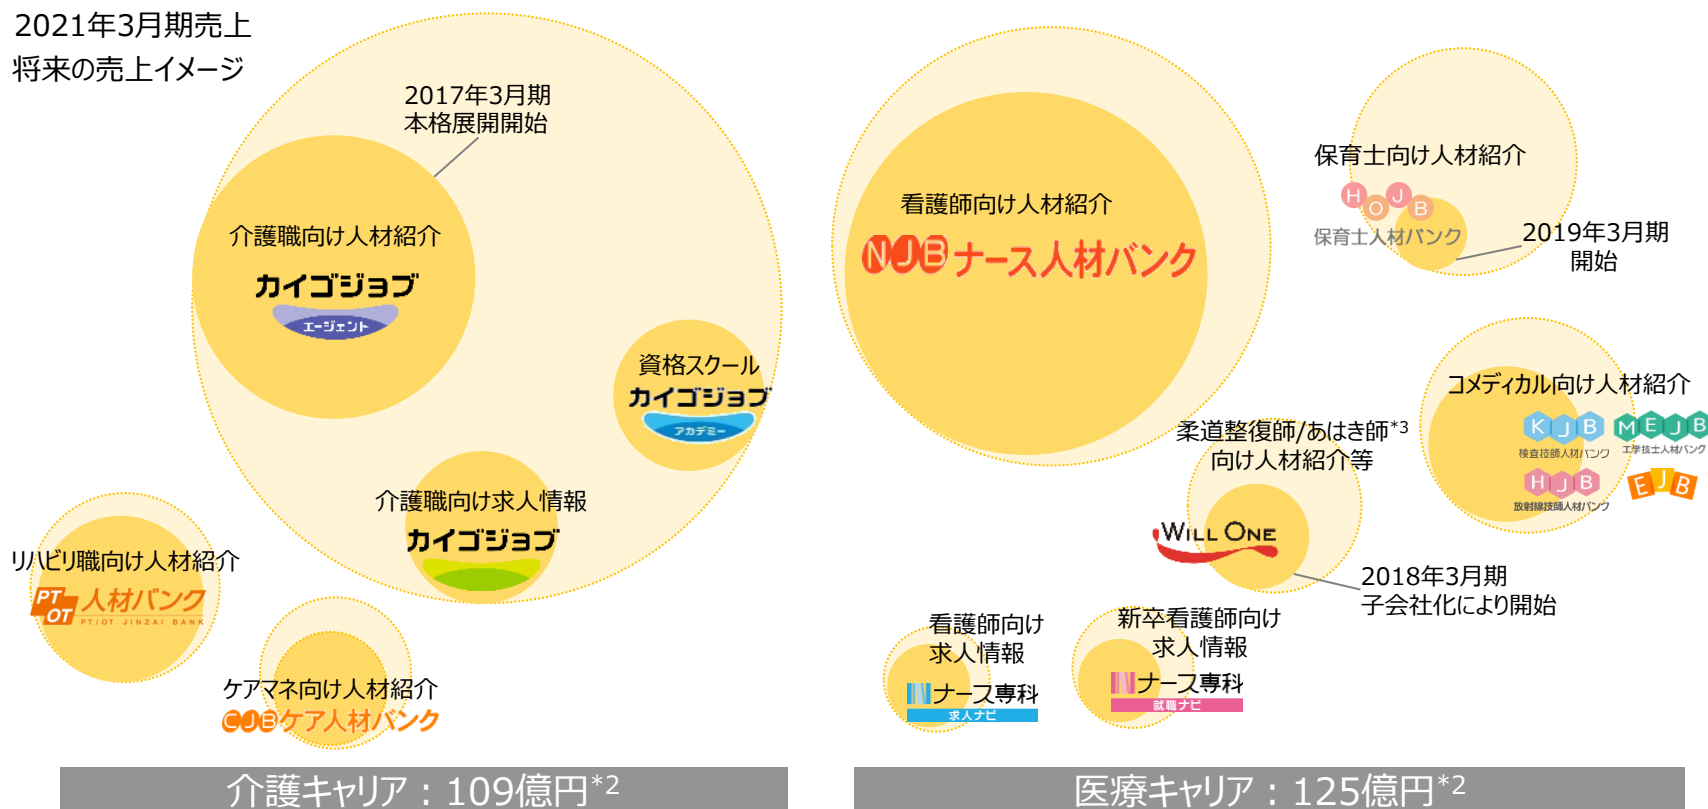 2021年3月期売上
将来の売上イメージ
2017年3月期
本格展開開始
介護職向け人材紹介
カイゴジョブ
エージェント
資格スクール
カイゴジョブ
アカデミー
介護職向け求人情報
カイゴジョブ
リハビリ職向け人材紹介
PT
OT
人材バンク
PT/OT JINZAI BANK
ケアマネ向け人材紹介
CJBケア人材バンク
介護キャリア：109億円*2
看護師向け人材紹介
NJBナース人材バンク
保育士向け人材紹介
HOJB
保育士人材バンク
2019年3月期
開始
コメディカル向け人材紹介
KJB
検査技師人材バンク
MEJB
工学技士人材バンク
HJB
放射線技師人材バンク
EJB
柔道整復師/あはき師*3
向け人材紹介等
WILL ONE
2018年3月期
子会社化により開始
看護師向け
求人情報
ナース専科
求人ナビ
新卒看護師向け
求人情報
ナース専科
就職ナビ
医療キャリア：125億円*2